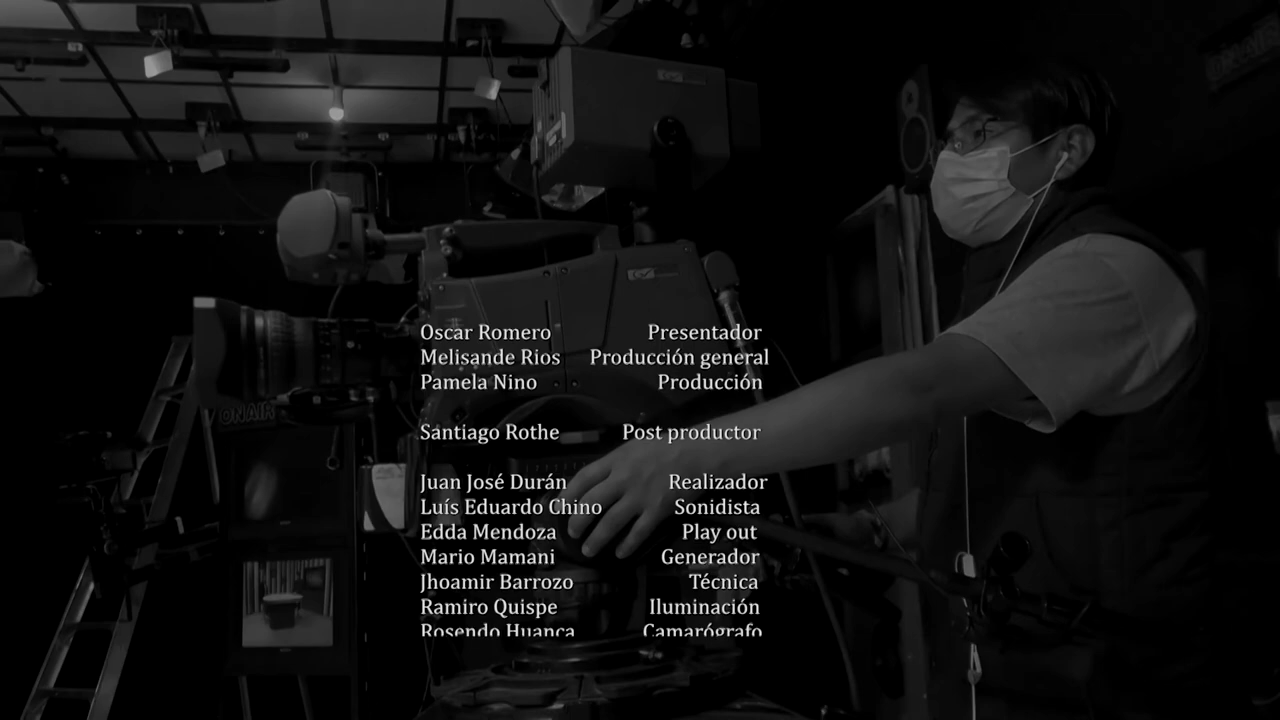 Oscar Romero Presentador
Melisande Rios Producción general
Pamela Nino Producción
Santiago Rothe Post productor
Juan José Durán Realizador
Luís Eduardo Chino Sonidista
Edda Mendoza Play out
Mario Mamani Generador
Jhoamir Barrozo Técnica
Ramiro Quispe Iluminación
Rosendo Huanca Camarógrafo
ON AIR